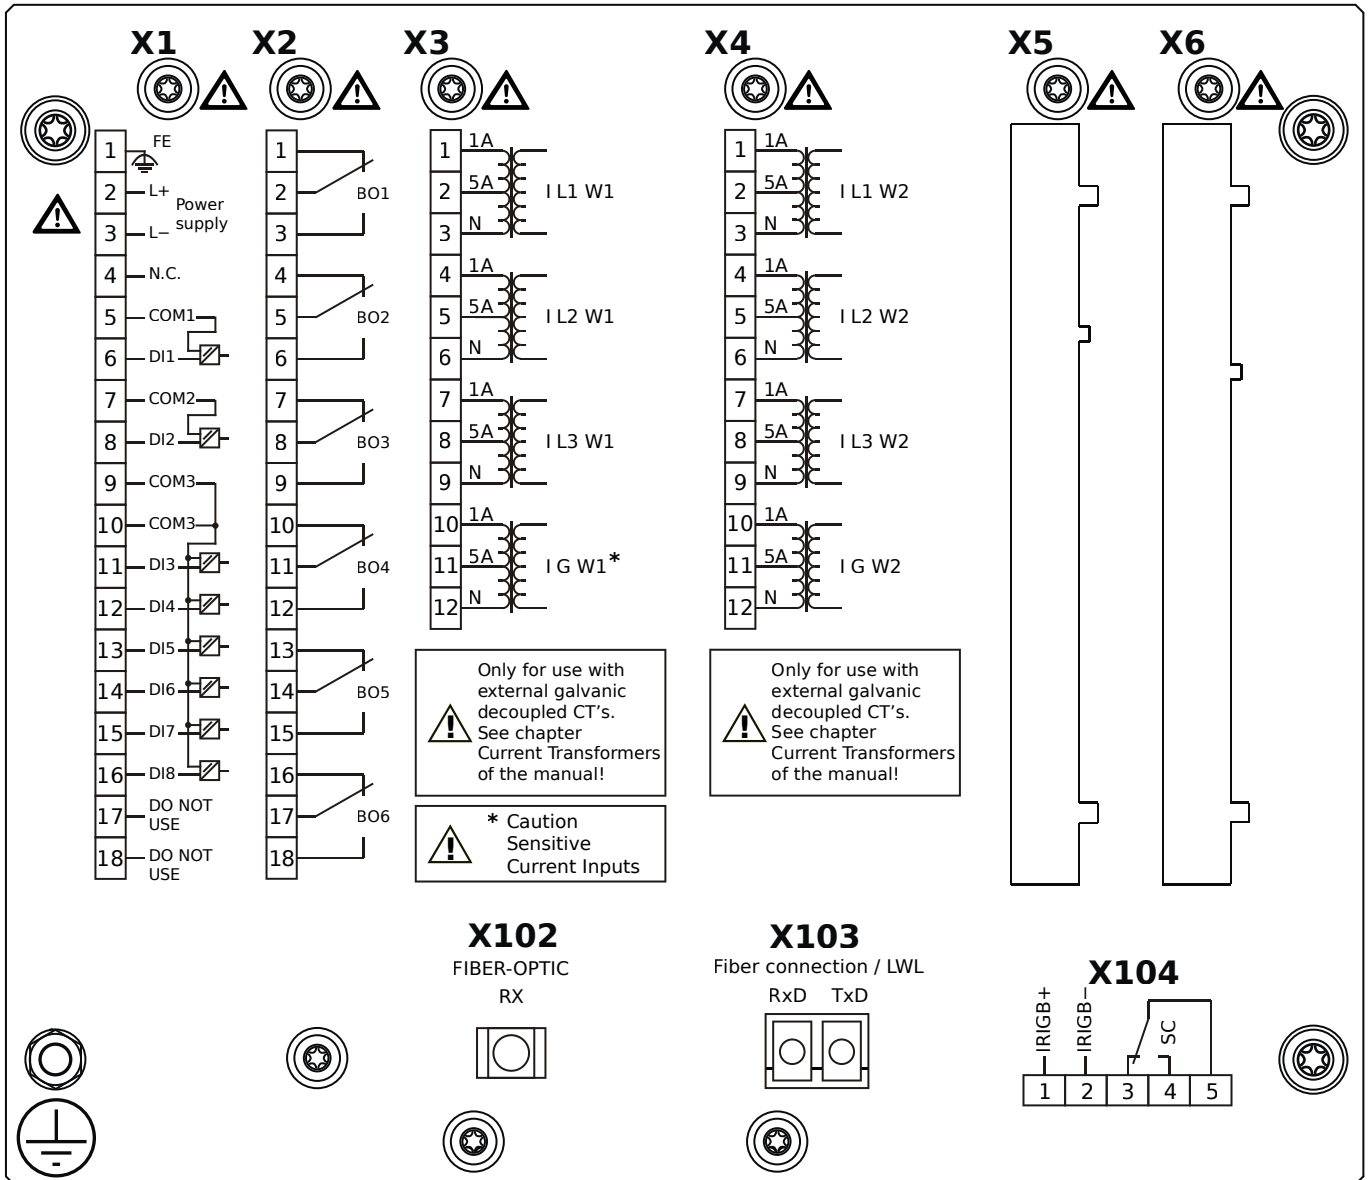 X1 X2 X3 X4 X5 X6
1 FE
2 L+
Power
supply
3 L−
4 N.C.
5 COM1
6 DI1
7 COM2
8 DI2
9 COM3
10 COM3
11 DI3
12 DI4
13 DI5
14 DI6
15 DI7
16 DI8
17 DO NOT
USE
18 DO NOT
USE
1
2 BO1
3
4
5 BO2
6
7
8 BO3
9
10
11 BO4
12
13
14 BO5
15
16
17 BO6
18
1 1A
2 5A I L1 W1
3 N
4 1A
5 5A I L2 W1
6 N
7 1A
8 5A I L3 W1
9 N
10 1A
11 5A I G W1*
12 N
Only for use with
external galvanic
decoupled CT's.
See chapter
Current Transformers
of the manual!
* Caution
Sensitive
Current Inputs
1 1A
2 5A I L1 W2
3 N
4 1A
5 5A I L2 W2
6 N
7 1A
8 5A I L3 W2
9 N
10 1A
11 5A I G W2
12 N
Only for use with
external galvanic
decoupled CT's.
See chapter
Current Transformers
of the manual!
X102
FIBER-OPTIC
RX
X103
Fiber connection / LWL
RxD TxD
X104
IRIGB+ IRIGB− SC
1 2 3 4 5